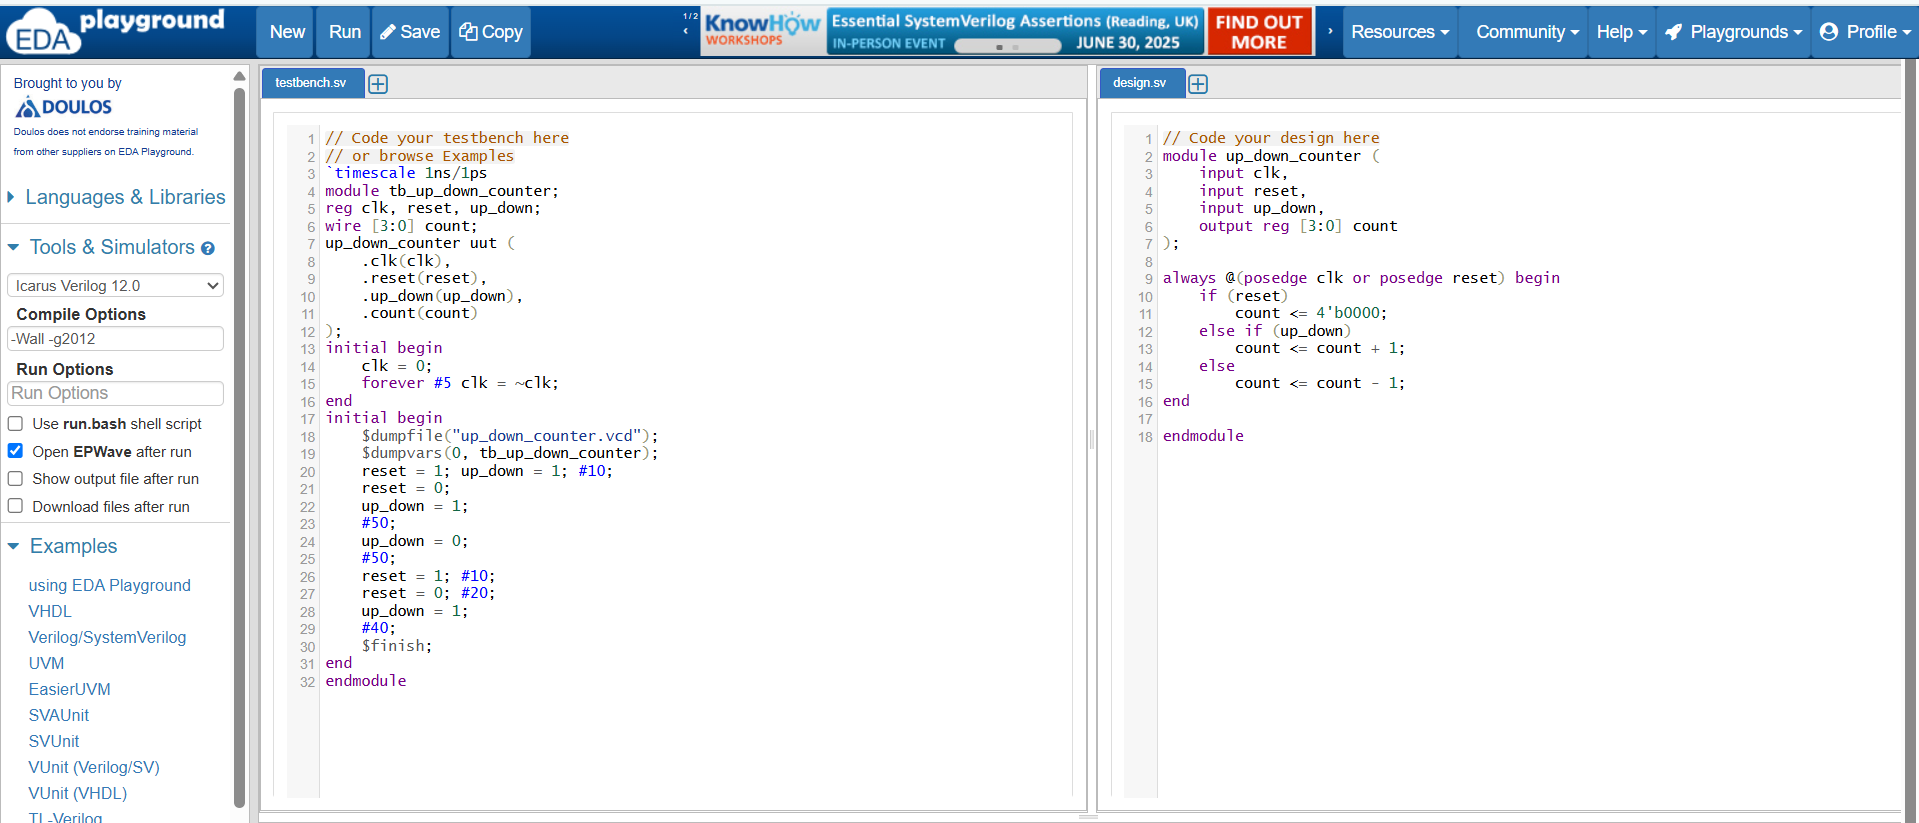 EDA playground
New
Run
Save
Copy
1/2
KNOWHOW
WORKSHOPS
Essential SystemVerilog Assertions (Reading, UK)
IN-PERSON EVENT
JUNE 30, 2025
FIND OUT
MORE
Resources
Community
Help
Playgrounds
Profile
Brought to you by
DOULOS
Doulos does not endorse training material
from other suppliers on EDA Playground.
Languages & Libraries
Tools & Simulators
Icarus Verilog 12.0
Compile Options
-Wall -g2012
Run Options
Run Options
Use run.bash shell script
Open EPWave after run
Show output file after run
Download files after run
Examples
using EDA Playground
VHDL
Verilog/SystemVerilog
UVM
EasierUVM
SVAUnit
SVUnit
VUnit (Verilog/SV)
VUnit (VHDL)
TL-Verilog
testbench.sv
1 // Code your testbench here
2 // or browse Examples
3 `timescale 1ns/1ps
4 module tb_up_down_counter;
5 reg clk, reset, up_down;
6 wire [3:0] count;
7 up_down_counter uut (
8     .clk(clk),
9     .reset(reset),
10     .up_down(up_down),
11     .count(count)
12 );
13 initial begin
14     clk = 0;
15     forever #5 clk = ~clk;
16 end
17 initial begin
18     $dumpfile("up_down_counter.vcd");
19     $dumpvars(0, tb_up_down_counter);
20     reset = 1; up_down = 1; #10;
21     reset = 0;
22     up_down = 1;
23     #50;
24     up_down = 0;
25     #50;
26     reset = 1; #10;
27     reset = 0; #20;
28     up_down = 1;
29     #40;
30     $finish;
31 end
32 endmodule
design.sv
1 // Code your design here
2 module up_down_counter (
3     input clk,
4     input reset,
5     input up_down,
6     output reg [3:0] count
7 );
8
9 always @(posedge clk or posedge reset) begin
10     if (reset)
11         count <= 4'b0000;
12     else if (up_down)
13         count <= count + 1;
14     else
15         count <= count - 1;
16 end
17
18 endmodule